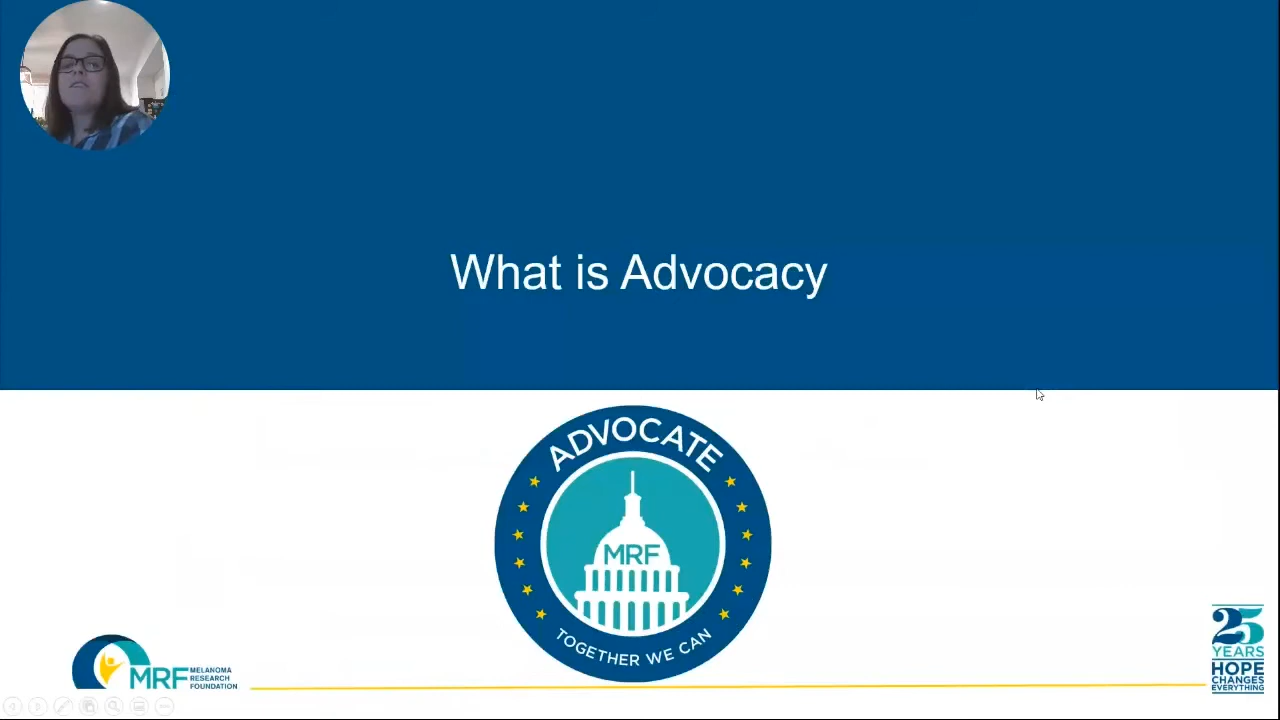 What is Advocacy
ADVOCATE
MRF
TOGETHER WE CAN
MRF
MELANOMA
RESEARCH
FOUNDATION
25
YEARS
HOPE
CHANGES
EVERYTHING